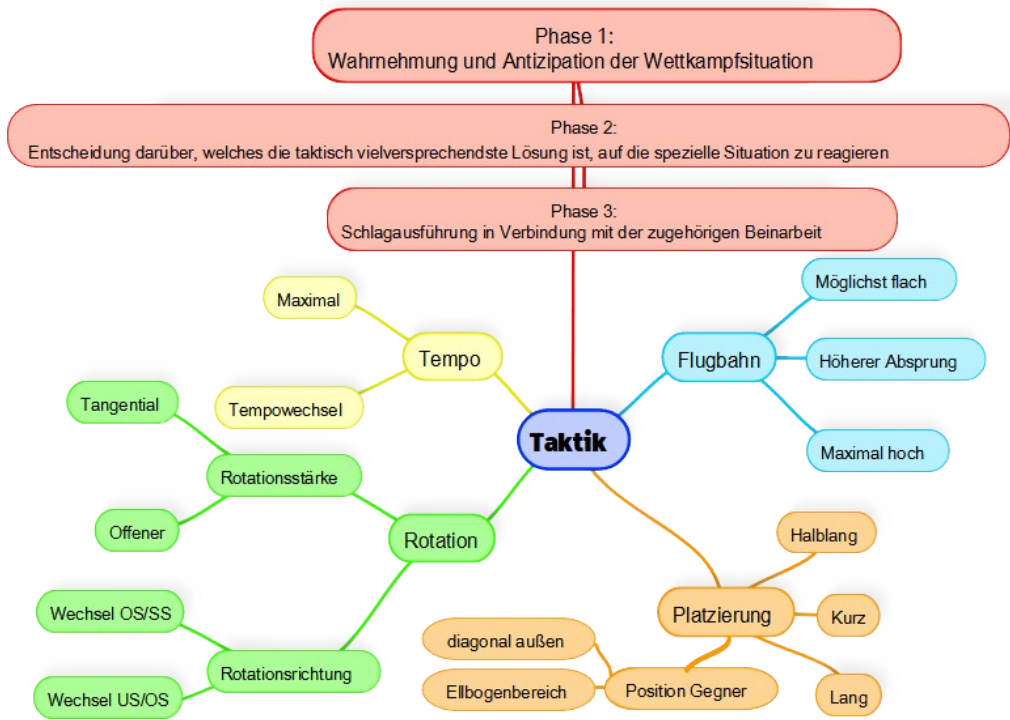 Phase 1:
Wahrnehmung und Antizipation der Wettkampfsituation
Phase 2:
Entscheidung darüber, welches die taktisch vielversprechendste Lösung ist, auf die spezielle Situation zu reagieren
Phase 3:
Schlagausführung in Verbindung mit der zugehörigen Beinarbeit
Maximal
Tempo
Tempowechsel
Möglichst flach
Flugbahn
Höherer Absprung
Maximal hoch
Taktik
Tangential
Rotationsstärke
Offener
Rotation
Wechsel OS/SS
Rotationsrichtung
Wechsel US/OS
Halblang
Platzierung
Kurz
Lang
diagonal außen
Ellbogenbereich
Position Gegner